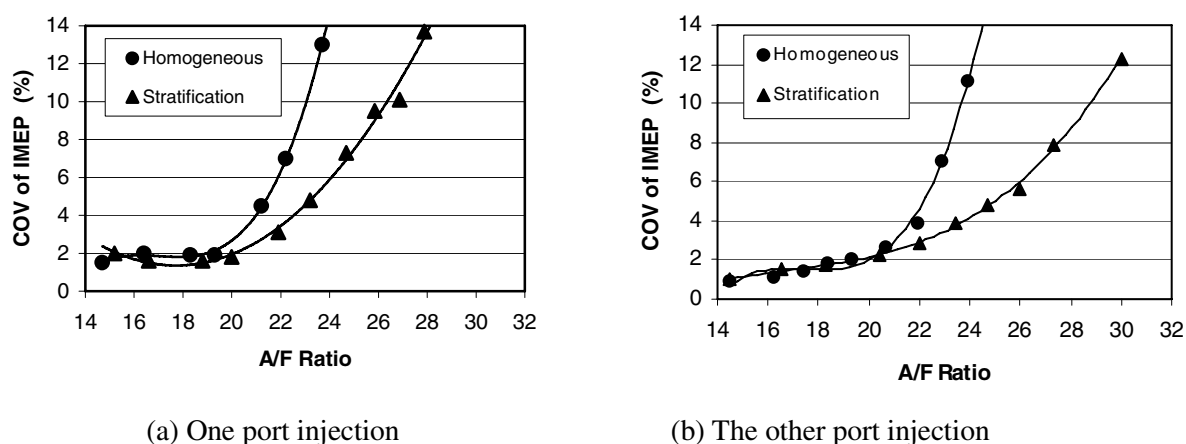 14
12
10
8
6
4
2
0
COV of IMEP (%)
Homogeneous
Stratification
14 16 18 20 22 24 26 28 30 32
A/F Ratio
(a) One port injection
14
12
10
8
6
4
2
0
COV of IMEP (%)
Homogeneous
Stratification
14 16 18 20 22 24 26 28 30 32
A/F Ratio
(b) The other port injection